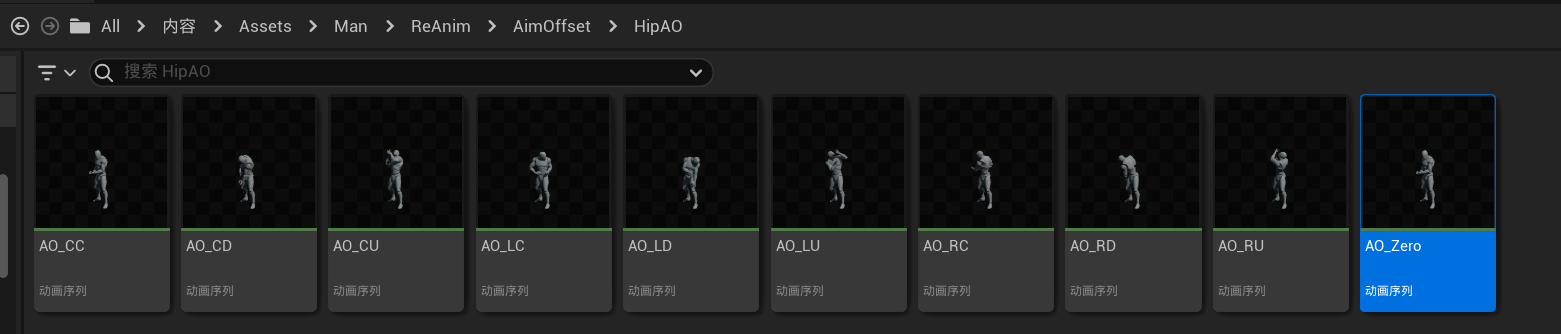 All > 内容 > Assets > Man > ReAnim > AimOffset > HipAO
搜索 HipAO
AO_CC
动画序列
AO_CD
动画序列
AO_CU
动画序列
AO_LC
动画序列
AO_LD
动画序列
AO_LU
动画序列
AO_RC
动画序列
AO_RD
动画序列
AO_RU
动画序列
AO_Zero
动画序列